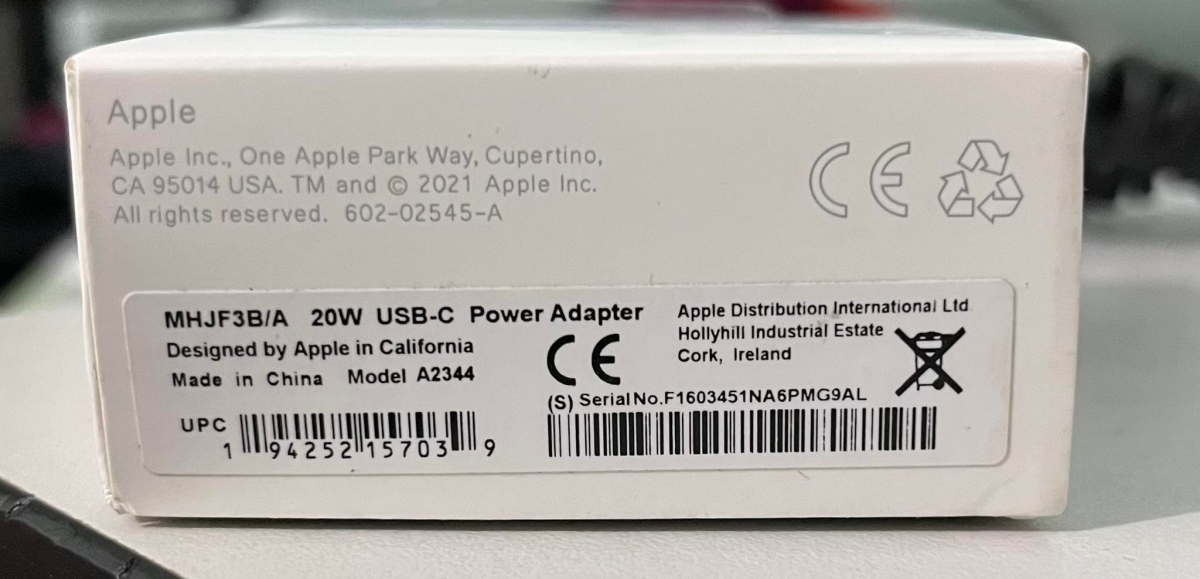 Apple
Apple Inc., One Apple Park Way, Cupertino,
CA 95014 USA. TM and © 2021 Apple Inc.
All rights reserved. 602-02545-A
CE
MHJF3B/A 20W USB-C Power Adapter
Designed by Apple in California
Made in China Model A2344
CE
Apple Distribution International Ltd
Hollyhill Industrial Estate
Cork, Ireland
(S) Serial No.F1603451NA6PMG9AL
UPC
1 94252 15703 9